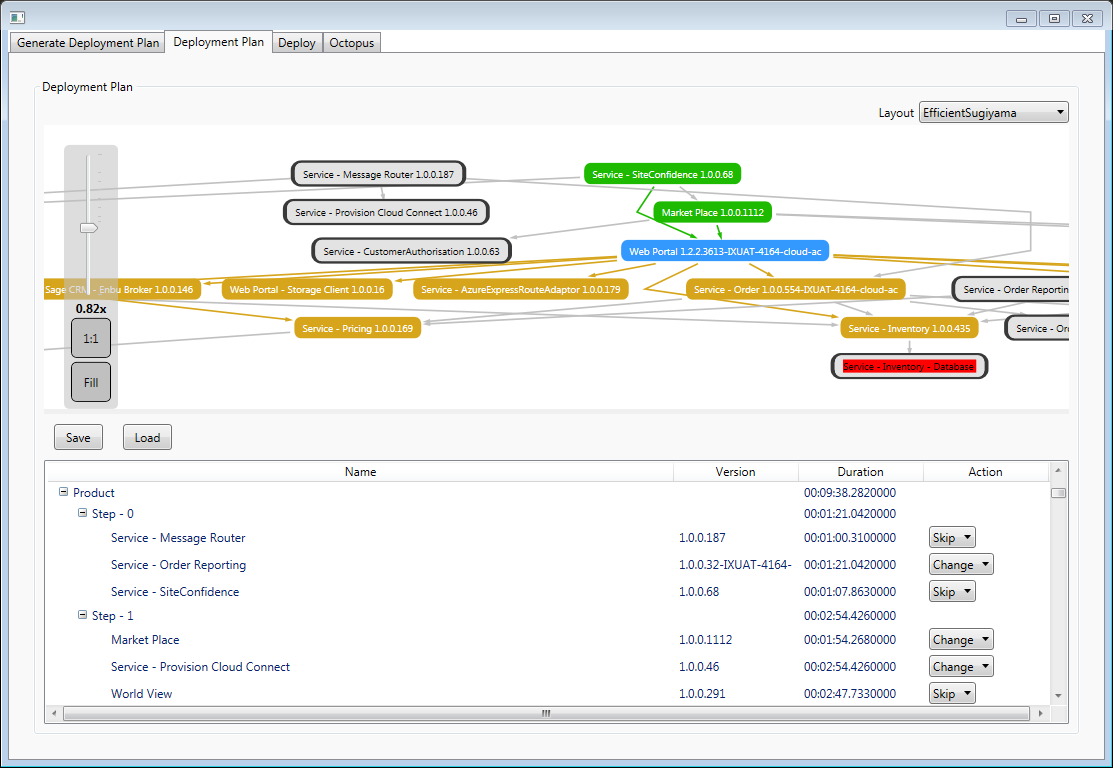 Generate Deployment Plan Deployment Plan Deploy Octopus
Deployment Plan
Layout EfficientSugiyama
Service - Message Router 1.0.0.187 Service - SiteConfidence 1.0.0.68
Service - Provision Cloud Connect 1.0.0.46 Market Place 1.0.0.1112
Service - CustomerAuthorisation 1.0.0.63 Web Portal 1.2.2.3613-IXUAT-4164-cloud-ac
Sage CRM - Enbu Broker 1.0.0.146 Web Portal - Storage Client 1.0.0.16 Service - AzureExpressRouteAdaptor 1.0.0.179 Service - Order 1.0.0.554-IXUAT-4164-cloud-ac Service - Order Reporting
0.82x
Service - Pricing 1.0.0.169 Service - Inventory 1.0.0.435 Service - Ord
1:1
Service - Inventory - Database
Fill
Save Load
Name Version Duration Action
Product 00:09:38.2820000
Step - 0 00:01:21.0420000
Service - Message Router 1.0.0.187 00:01:00.3100000 Skip
Service - Order Reporting 1.0.0.32-IXUAT-4164- 00:01:21.0420000 Change
Service - SiteConfidence 1.0.0.68 00:01:07.8630000 Skip
Step - 1 00:02:54.4260000
Market Place 1.0.0.1112 00:01:54.2680000 Change
Service - Provision Cloud Connect 1.0.0.46 00:02:54.4260000 Change
World View 1.0.0.291 00:02:47.7330000 Skip